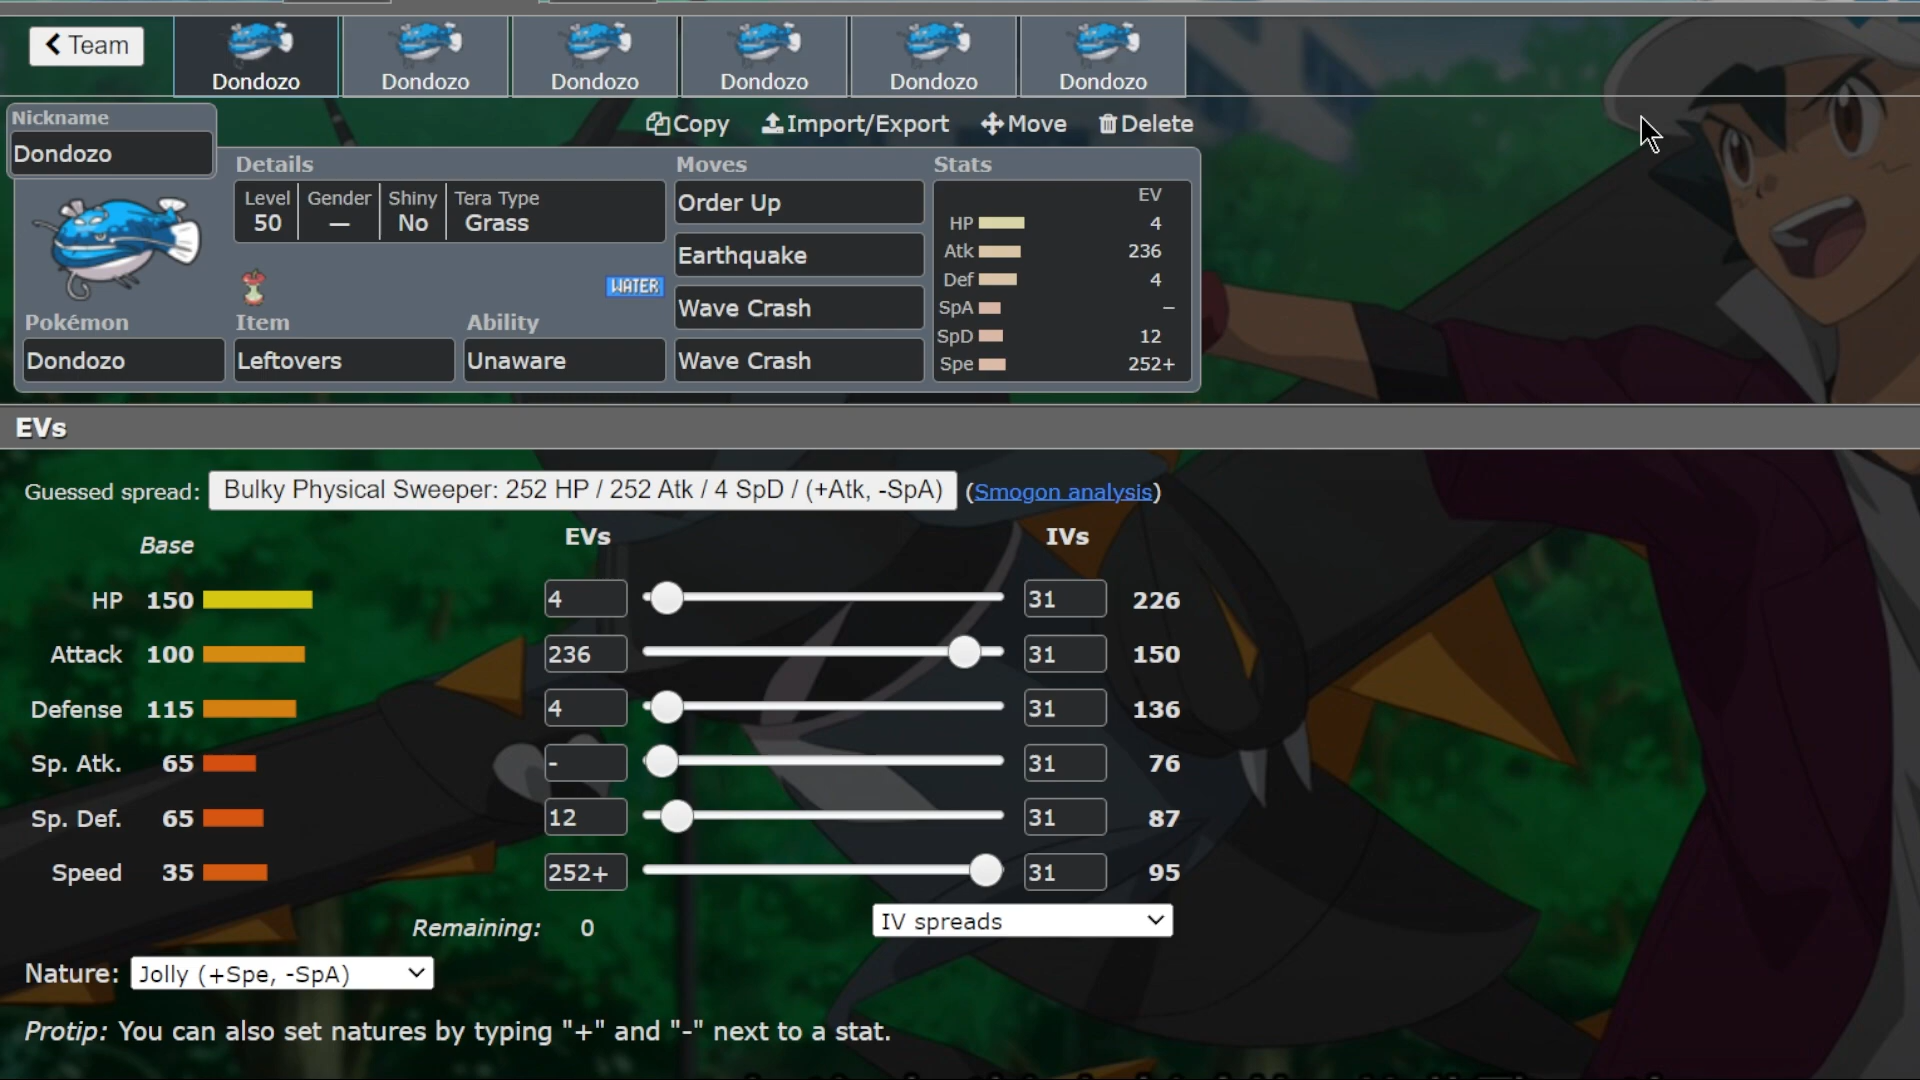 Team
Dondozo Dondozo Dondozo Dondozo Dondozo Dondozo
Nickname
Dondozo
Copy Import/Export Move Delete
Details
Level Gender Shiny Tera Type
50 — No Grass
WATER
Pokémon Item Ability
Dondozo Leftovers Unaware
Moves
Order Up
Earthquake
Wave Crash
Wave Crash
Stats
EV
HP 4
Atk 236
Def 4
SpA –
SpD 12
Spe 252+
EVs
Guessed spread: Bulky Physical Sweeper: 252 HP / 252 Atk / 4 SpD / (+Atk, -SpA) (Smogon analysis)
Base EVs IVs
HP 150 4 31 226
Attack 100 236 31 150
Defense 115 4 31 136
Sp. Atk. 65 - 31 76
Sp. Def. 65 12 31 87
Speed 35 252+ 31 95
Remaining: 0 IV spreads
Nature: Jolly (+Spe, -SpA)
Protip: You can also set natures by typing "+" and "-" next to a stat.